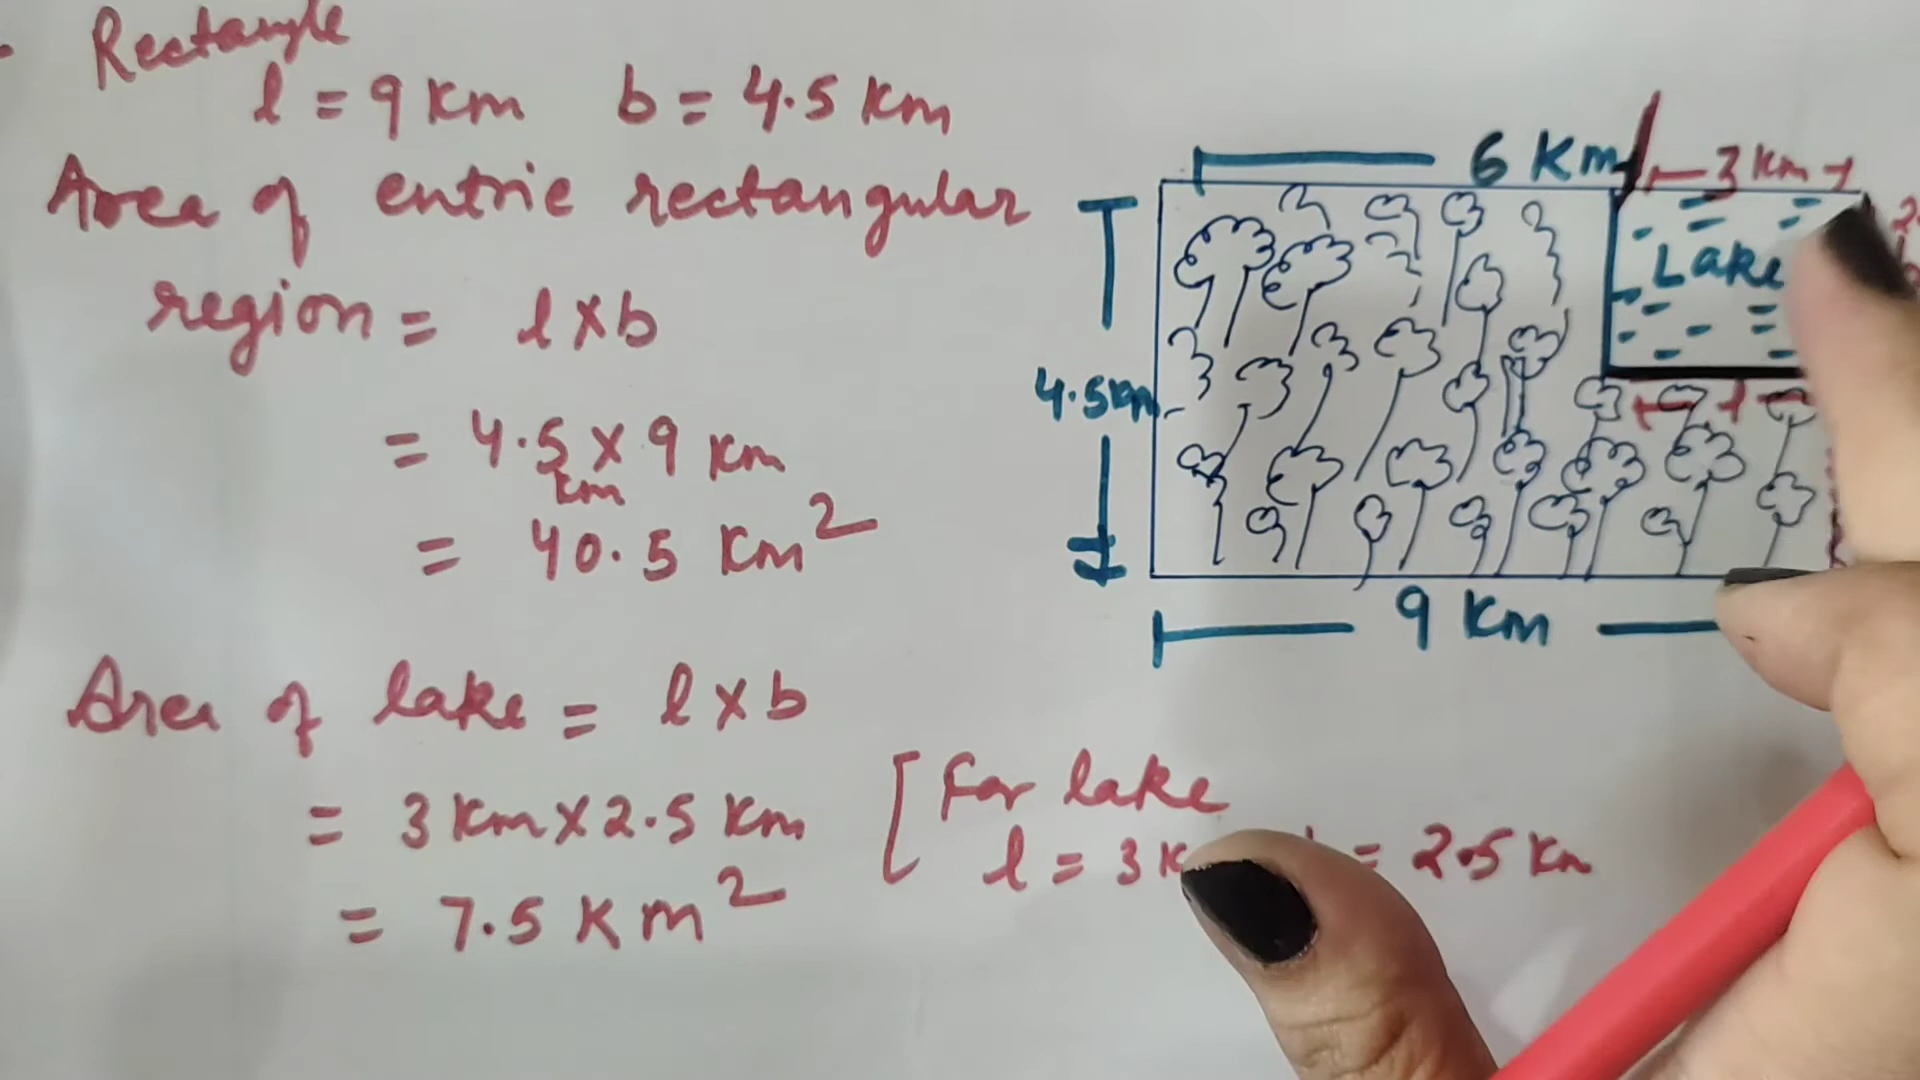 Rectangle
l = 9 Km b = 4.5 Km
Area of entrie rectangular
region = l x b
= 4.5 x 9 Km
Km
= 40.5 Km²
Area of lake = l x b
= 3 Km x 2.5 Km
= 7.5 Km²
[For lake
l = 3 = 2.5 Km
6 Km
3 Km
Lake
4.5 Km
9 Km